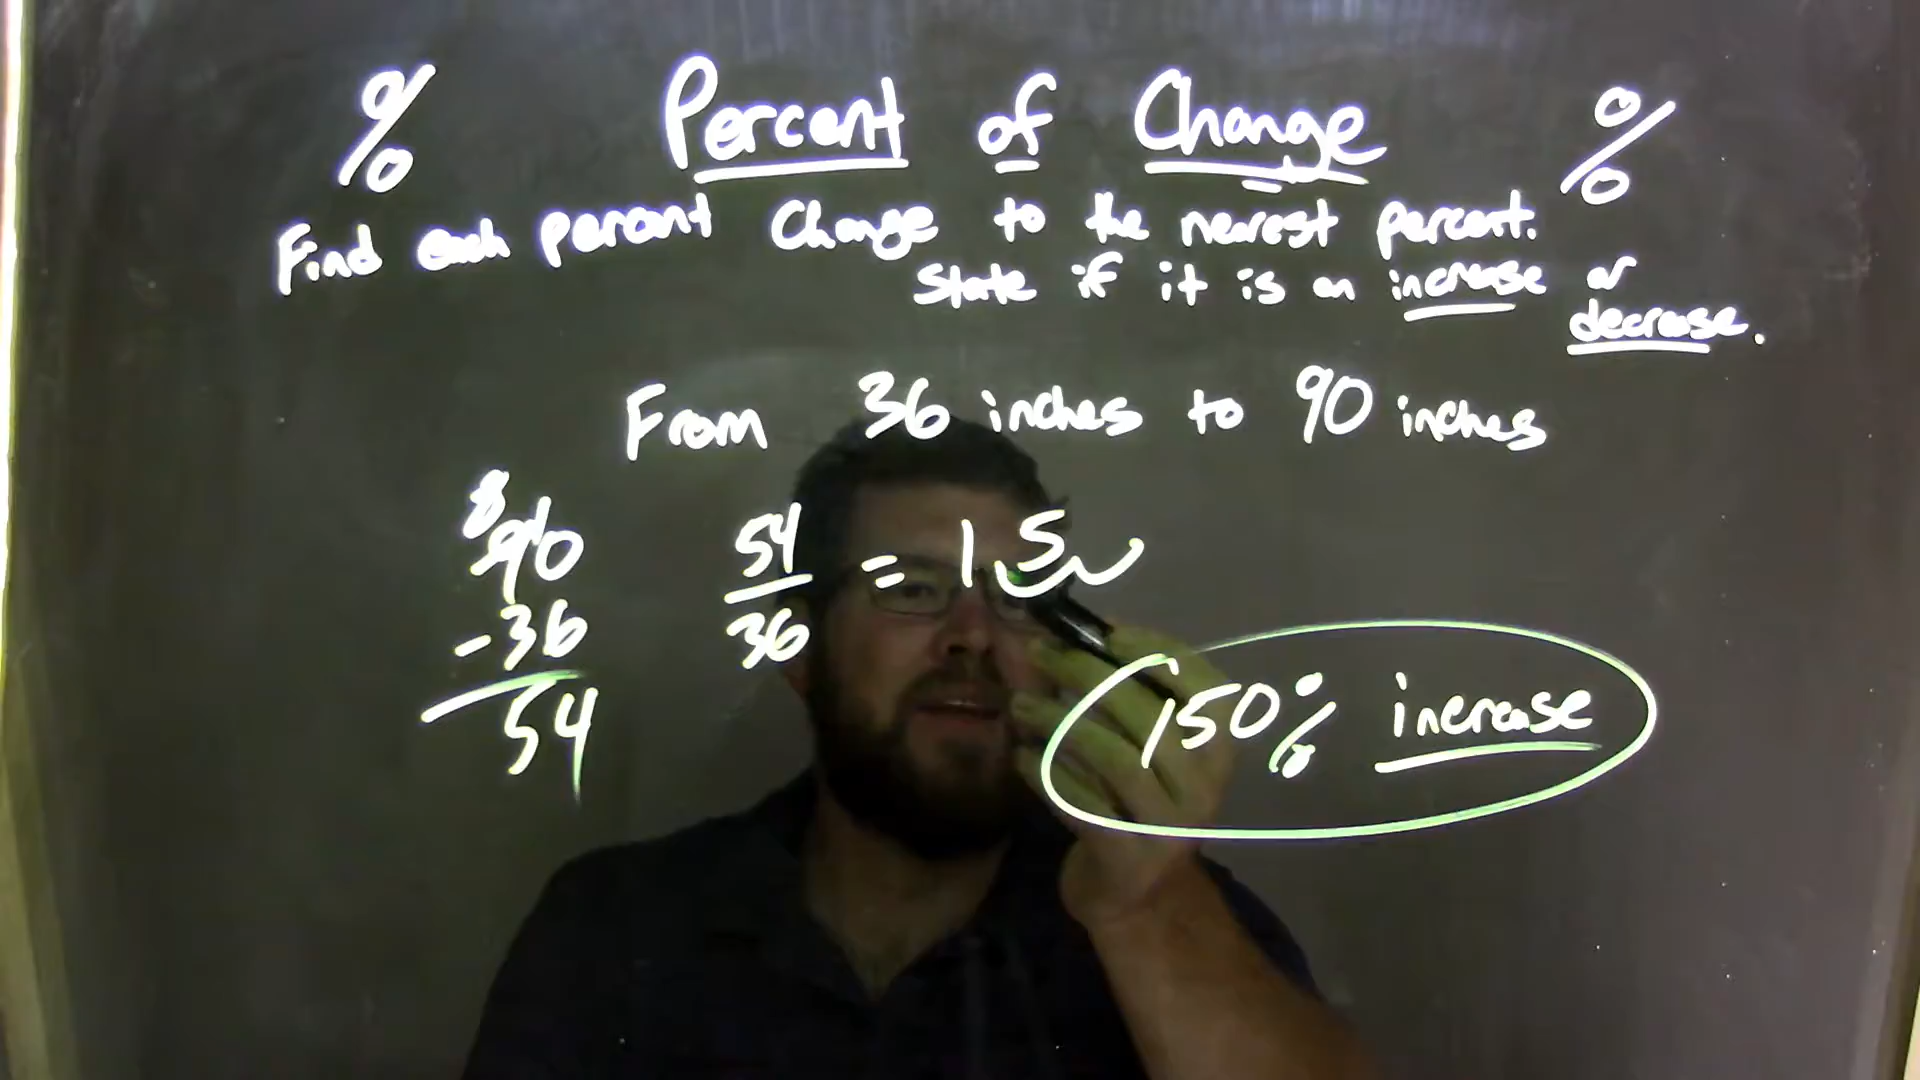 % Percent of Change %
Find each percent Change to the nearest percent.
State if it is an increase or
decrease.
From 36 inches to 90 inches
8
90
-36
54
54
36
= 1.5
150% increase